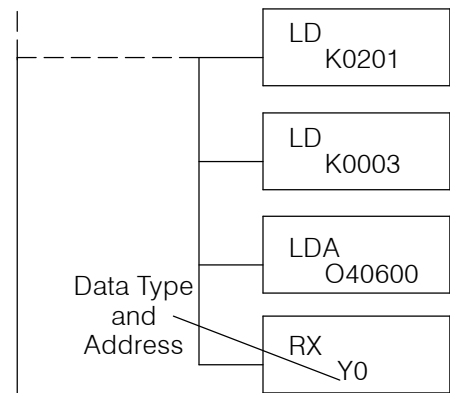 LD
K0201
LD
K0003
LDA
O40600
Data Type
and
Address
RX
Y0